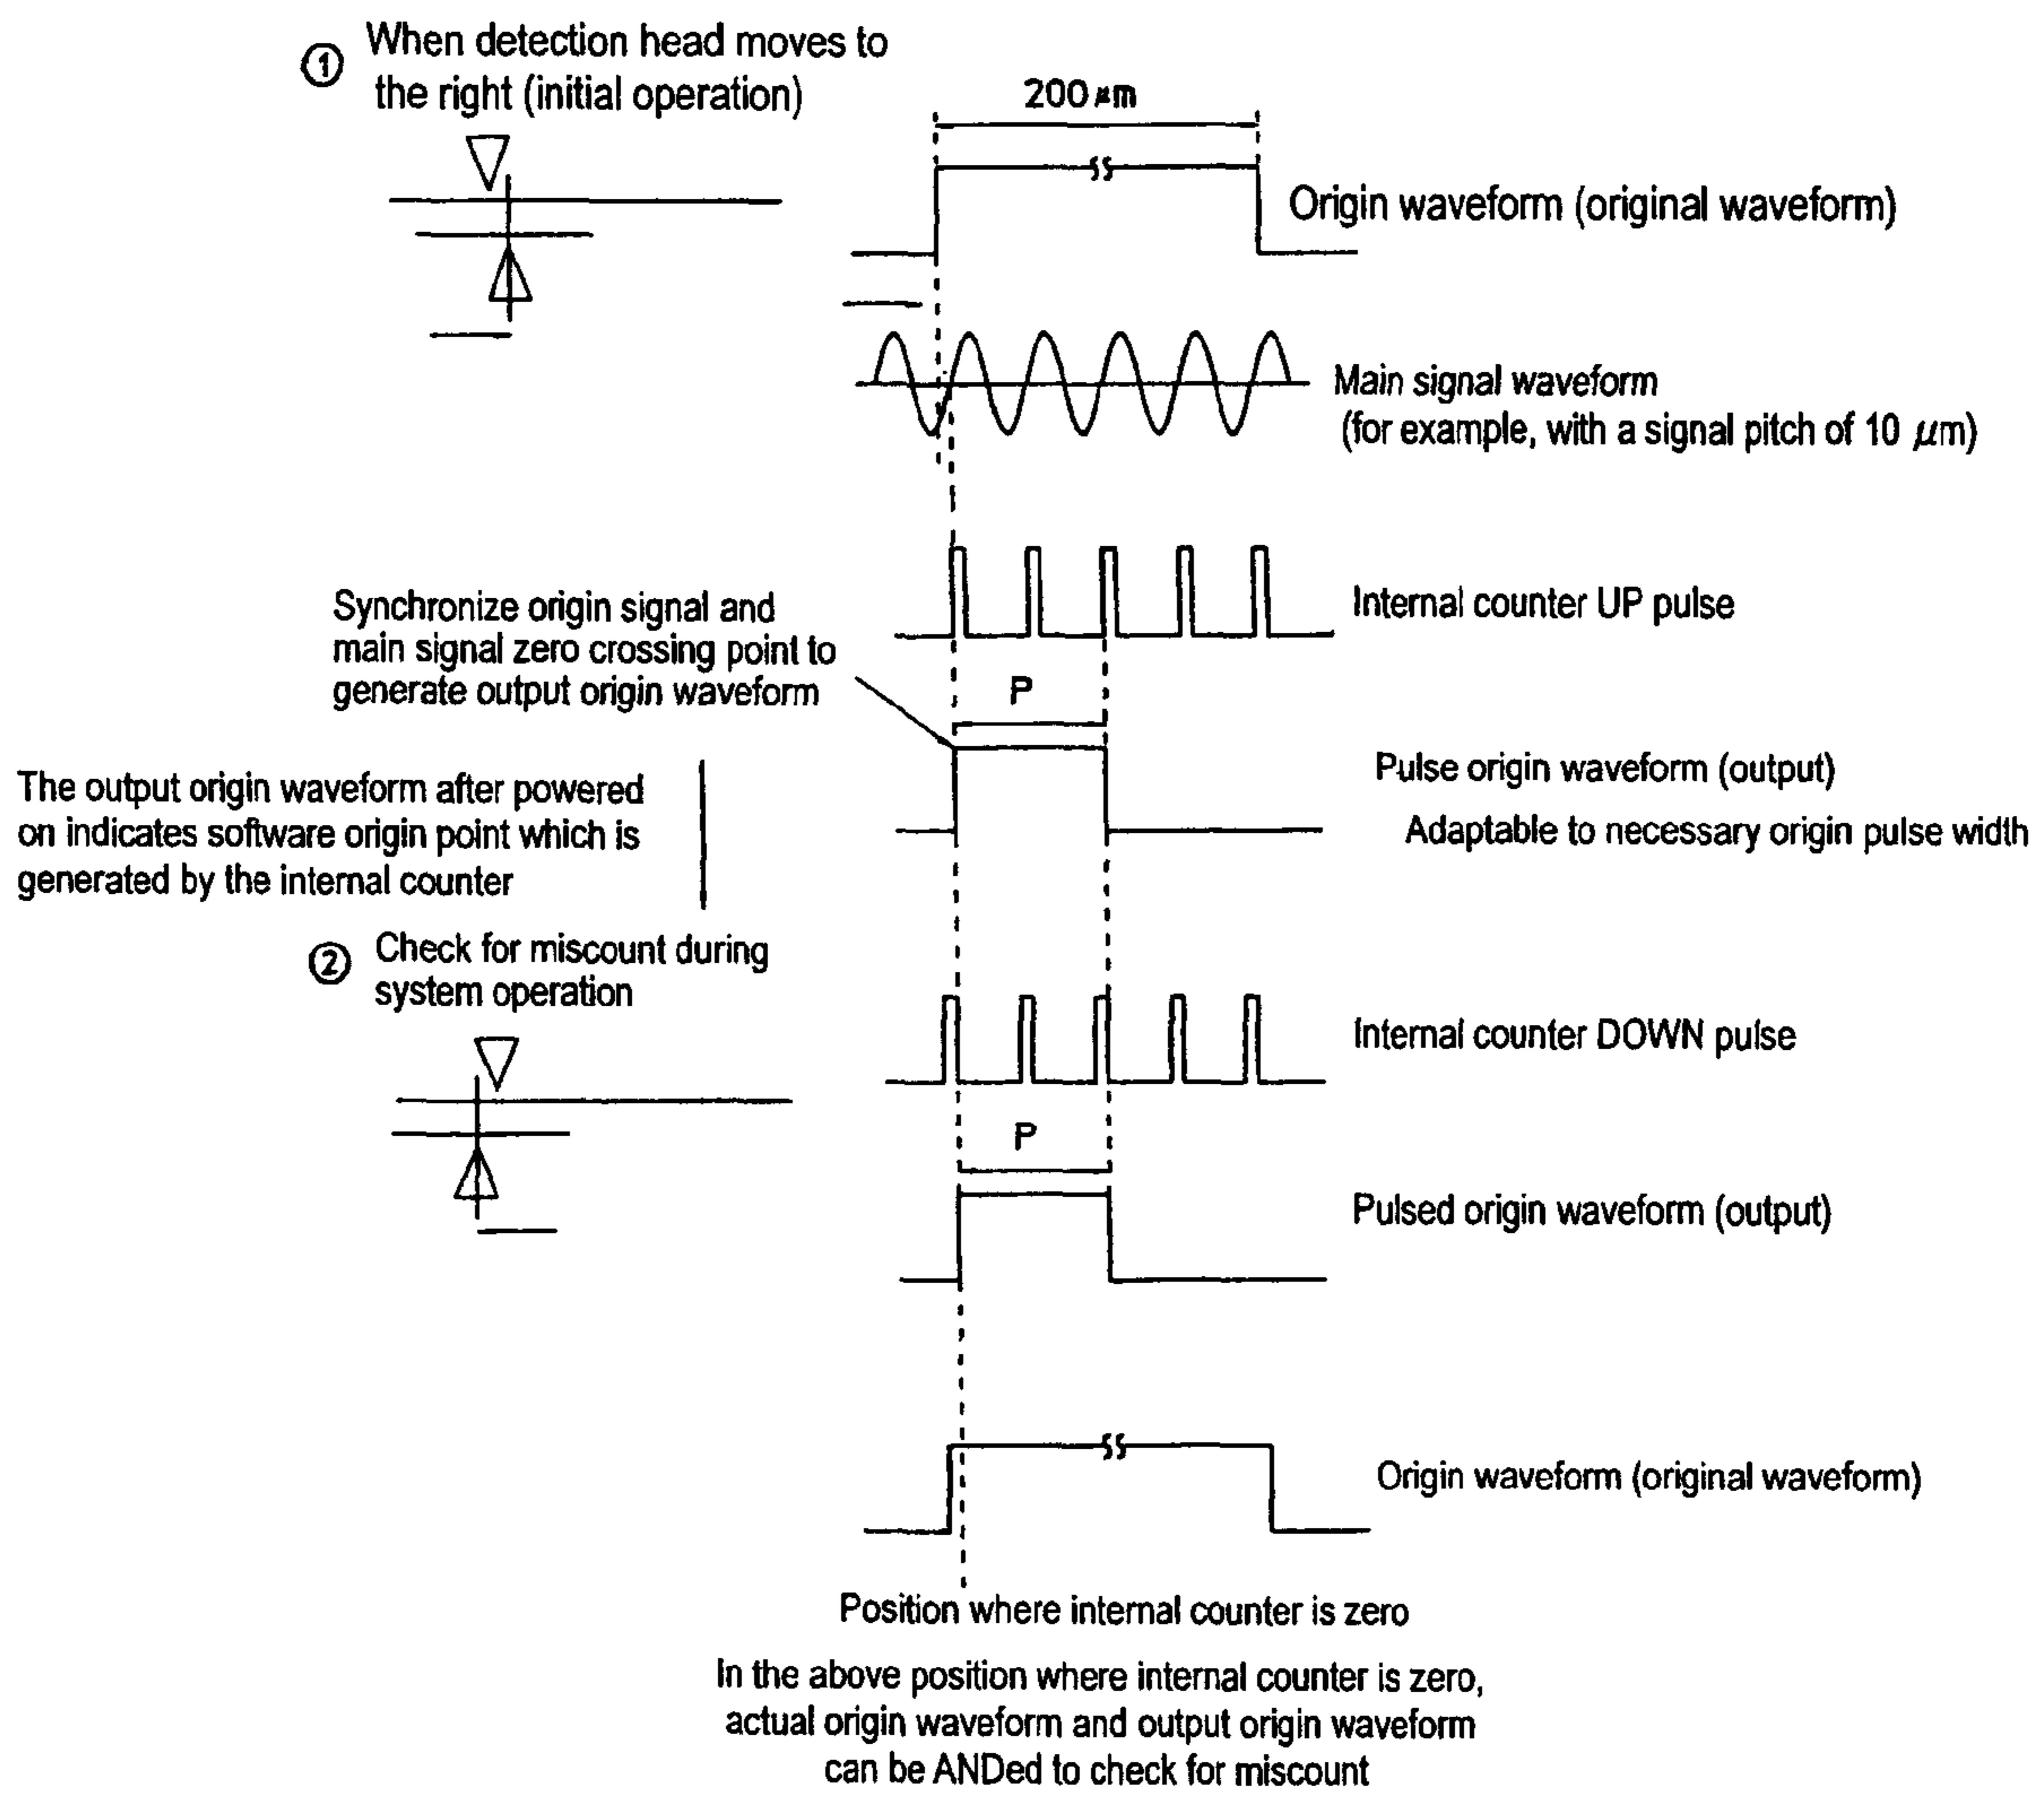 ① When detection head moves to
the right (initial operation)
200 μm
Origin waveform (original waveform)
Main signal waveform
(for example, with a signal pitch of 10 μm)
Internal counter UP pulse
Synchronize origin signal and
main signal zero crossing point to
generate output origin waveform
P
Pulse origin waveform (output)
Adaptable to necessary origin pulse width
The output origin waveform after powered
on indicates software origin point which is
generated by the internal counter
② Check for miscount during
system operation
Internal counter DOWN pulse
P
Pulsed origin waveform (output)
Origin waveform (original waveform)
Position where internal counter is zero
In the above position where internal counter is zero,
actual origin waveform and output origin waveform
can be ANDed to check for miscount